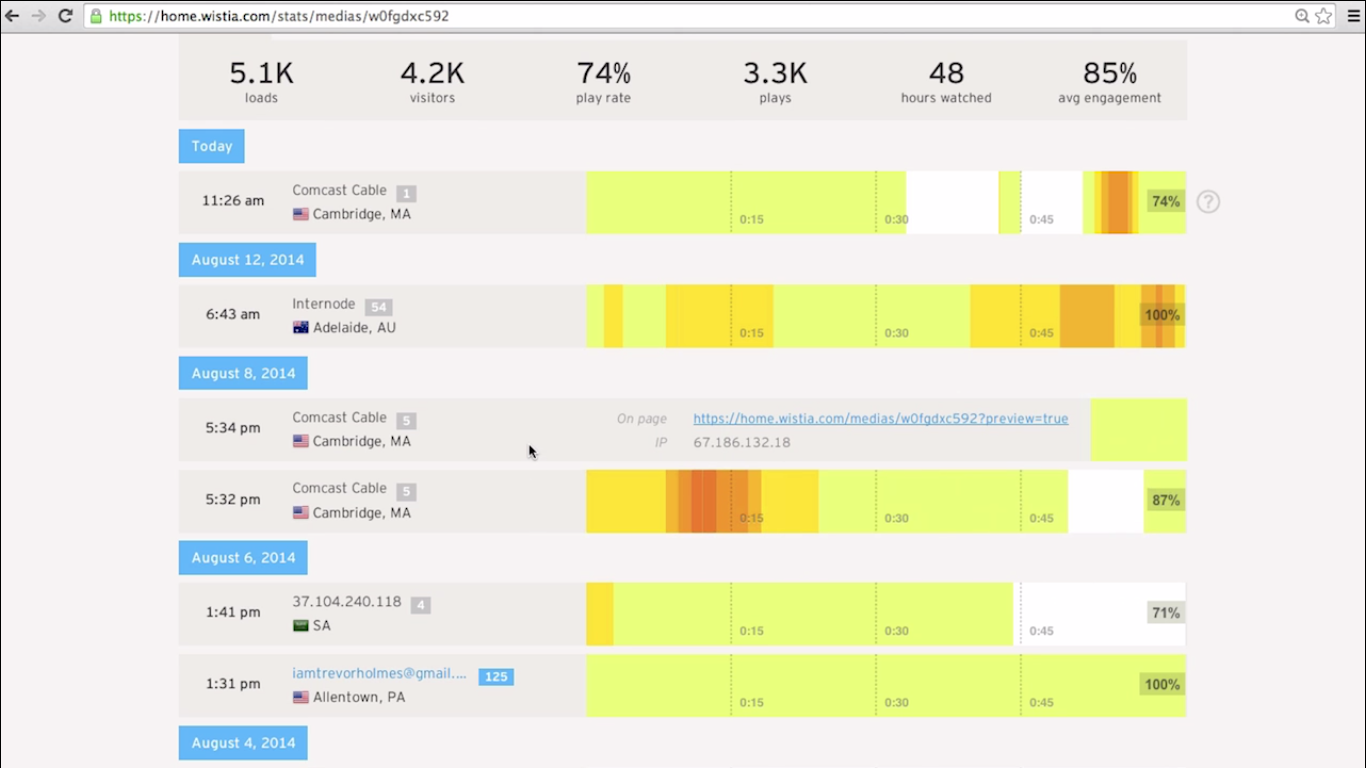 https://home.wistia.com/stats/medias/w0fgdxc592
5.1K 4.2K 74% 3.3K 48 85%
loads visitors play rate plays hours watched avg engagement
Today
11:26 am
Comcast Cable 1
Cambridge, MA
0:15 0:30 0:45
74%
?
August 12, 2014
6:43 am
Internode 54
Adelaide, AU
0:15 0:30 0:45
100%
August 8, 2014
5:34 pm
Comcast Cable 5
Cambridge, MA
On page https://home.wistia.com/medias/w0fgdxc592?preview=true
IP 67.186.132.18
5:32 pm
Comcast Cable 5
Cambridge, MA
0:15 0:30 0:45
87%
August 6, 2014
1:41 pm
37.104.240.118 4
SA
0:15 0:30 0:45
71%
1:31 pm
iamtrevorholmes@gmail.... 125
Allentown, PA
0:15 0:30 0:45
100%
August 4, 2014